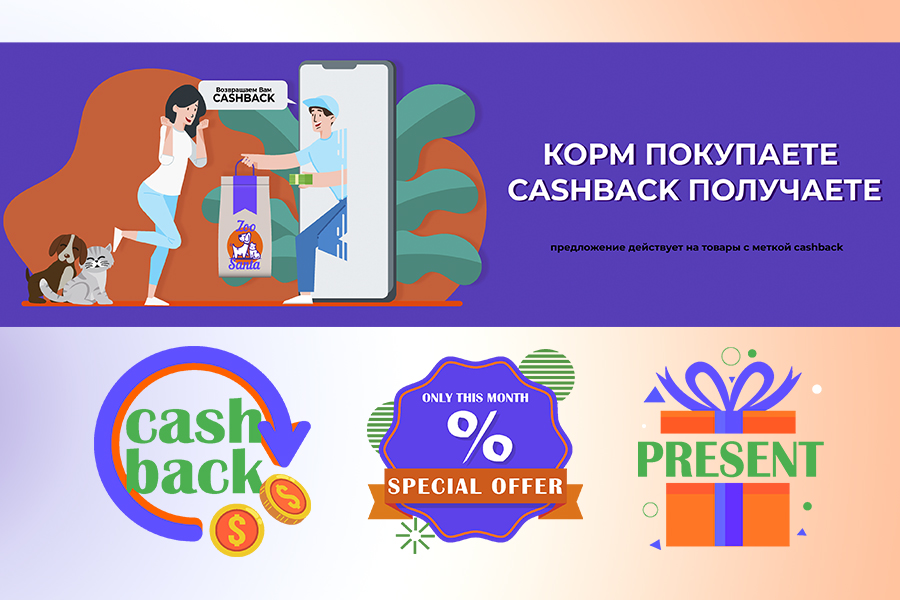 Возвращаем Вам
CASHBACK
КОРМ ПОКУПАЕТЕ
CASHBACK ПОЛУЧАЕТЕ
предложение действует на товары с меткой cashback
Zoo
Santa
cash
back
$
$
ONLY THIS MONTH
%
SPECIAL OFFER
PRESENT